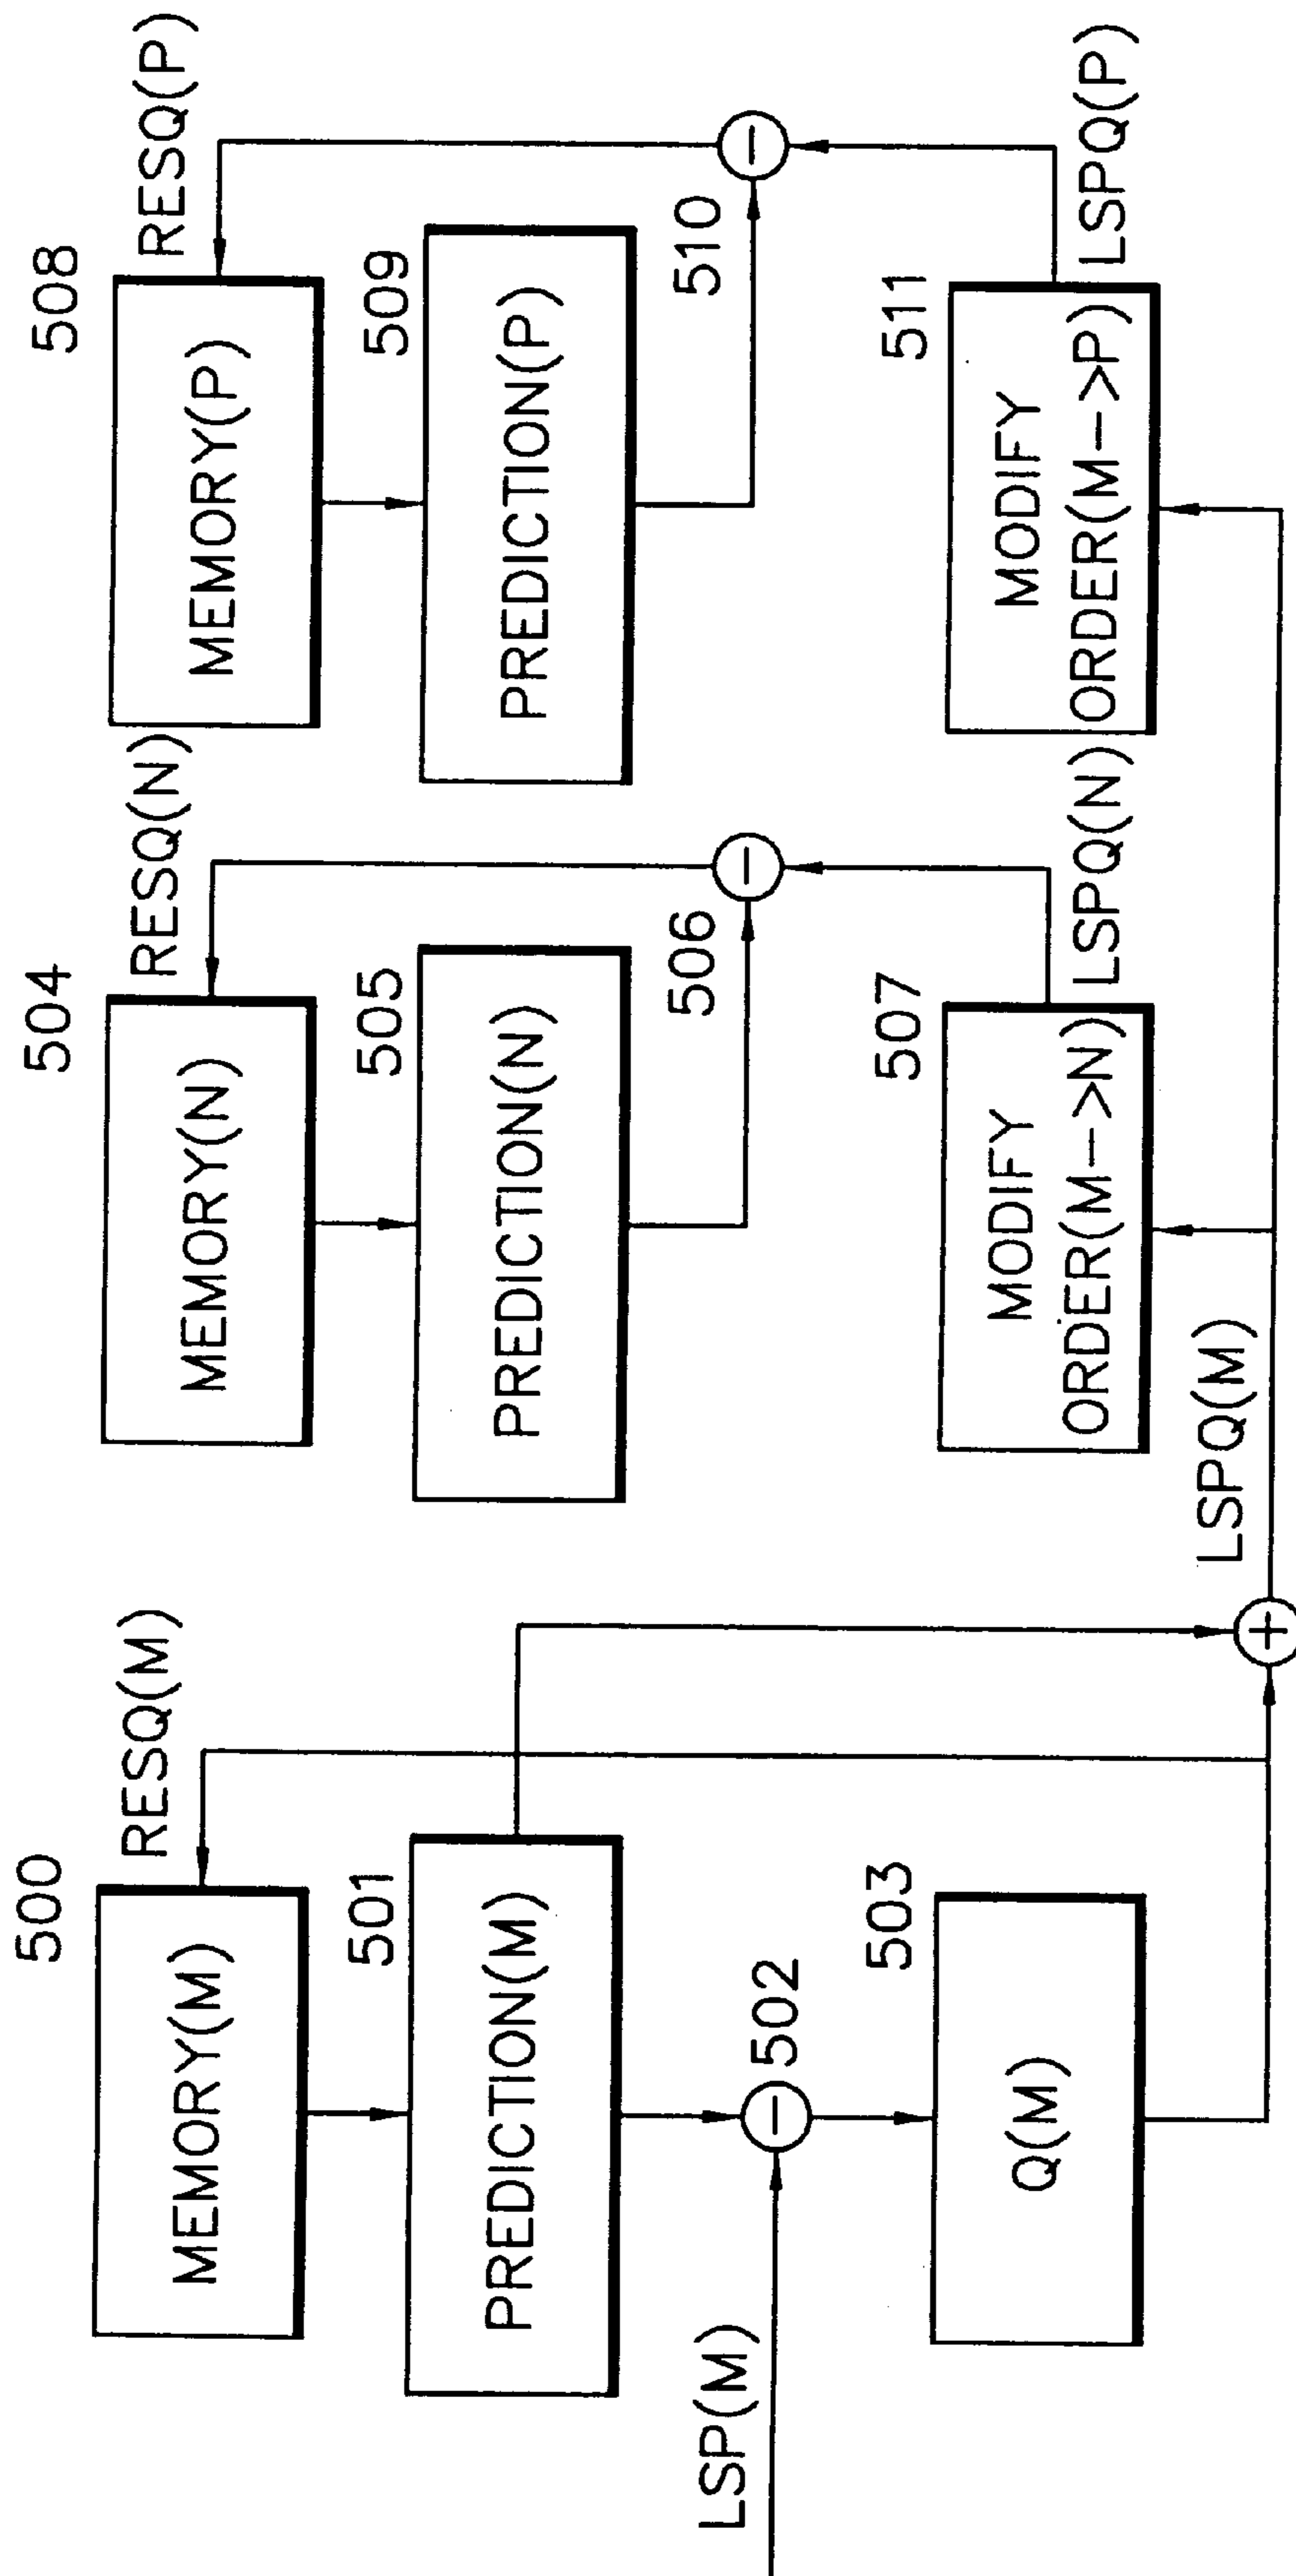 500
RESQ(M)
MEMORY(M)
501
PREDICTION(M)
LSP(M)
502
503
Q(M)
LSPQ(M)
504
RESQ(N)
MEMORY(N)
505
PREDICTION(N)
506
507
MODIFY
ORDER(M->N)
LSPQ(N)
508
RESQ(P)
MEMORY(P)
509
PREDICTION(P)
510
511
MODIFY
ORDER(M->P)
LSPQ(P)